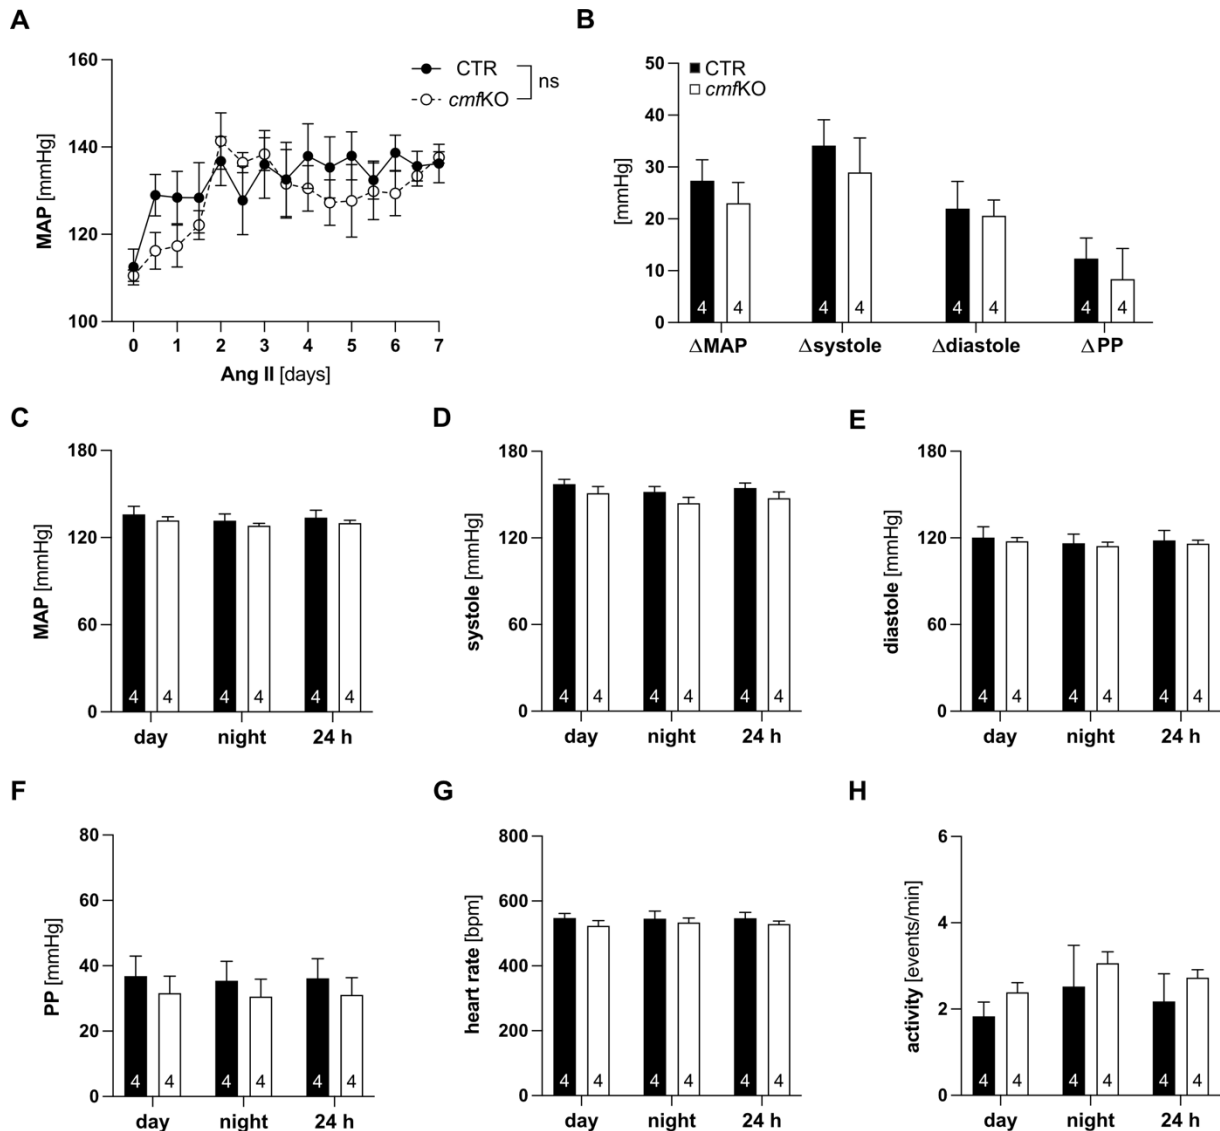 A
MAP [mmHg]
160
140
120
100
CTR
cmfKO
ns
0 1 2 3 4 5 6 7
Ang II [days]
B
[mmHg]
50
40
30
20
10
0
CTR
cmfKO
4 4 4 4 4 4 4 4
ΔMAP Δsystole Δdiastole ΔPP
C
MAP [mmHg]
180
120
60
0
4 4 4 4 4 4
day night 24 h
D
systole [mmHg]
180
120
60
0
4 4 4 4 4 4
day night 24 h
E
diastole [mmHg]
180
120
60
0
4 4 4 4 4 4
day night 24 h
F
PP [mmHg]
80
60
40
20
0
4 4 4 4 4 4
day night 24 h
G
heart rate [bpm]
800
600
400
200
0
4 4 4 4 4 4
day night 24 h
H
activity [events/min]
6
4
2
0
4 4 4 4 4 4
day night 24 h